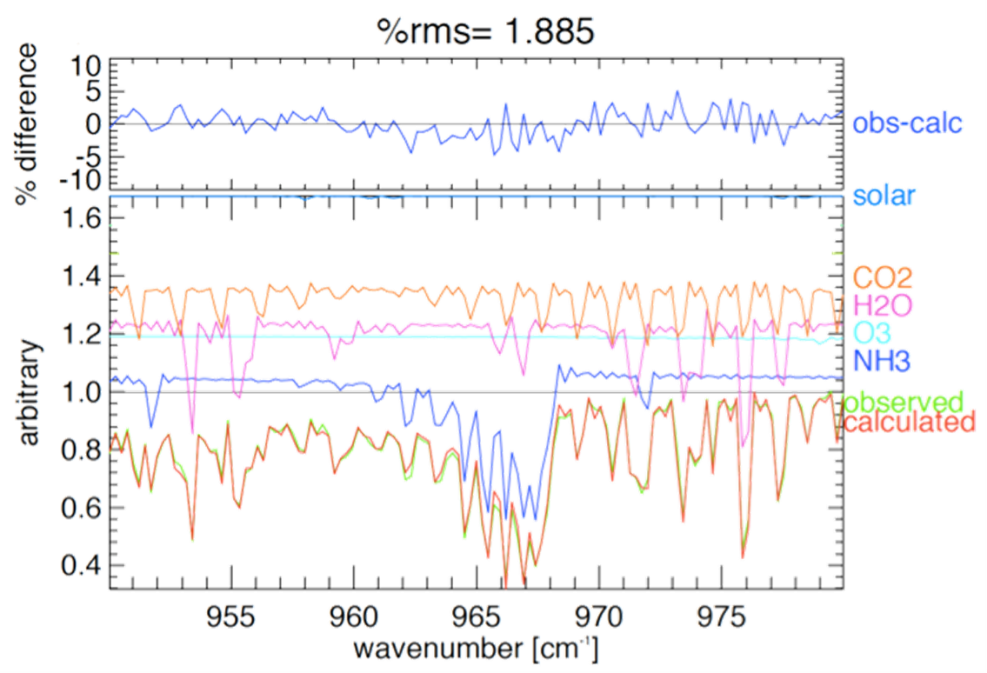 %rms= 1.885
% difference
10
5
0
-5
-10
obs-calc
solar
arbitrary
1.6
1.4
1.2
1.0
0.8
0.6
0.4
CO2
H2O
O3
NH3
observed
calculated
955 960 965 970 975
wavenumber [cm⁻¹]